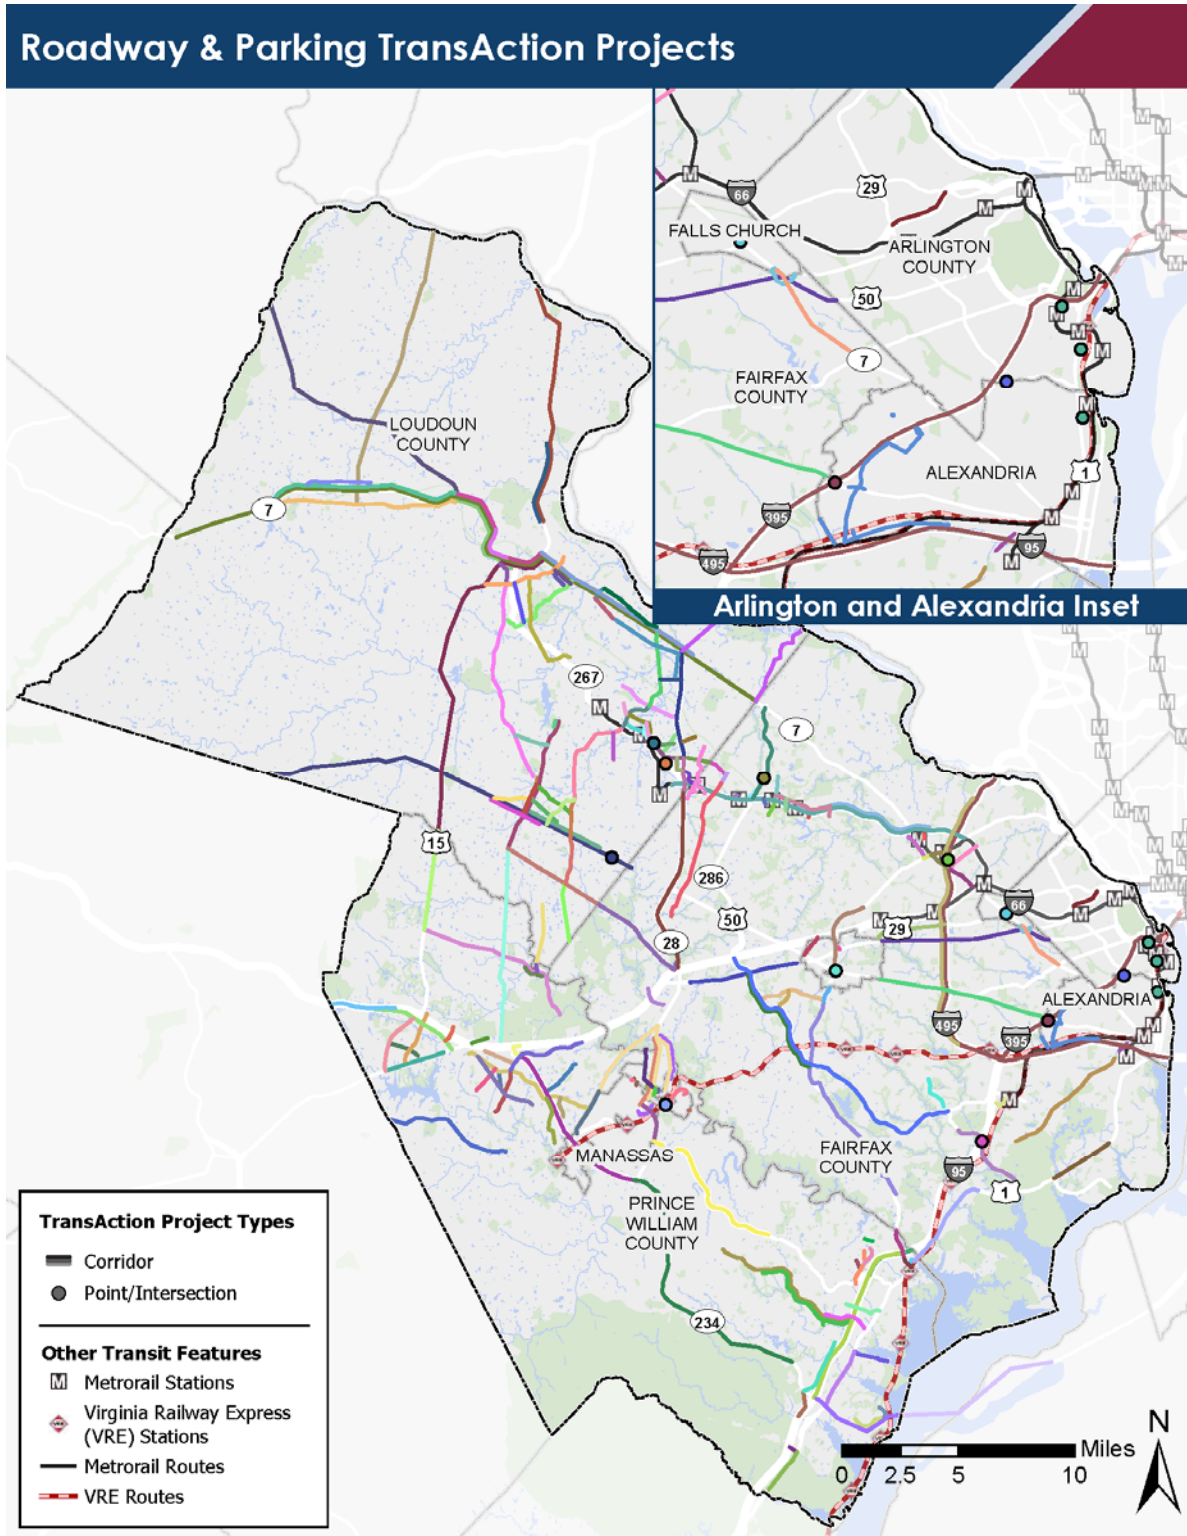 Roadway & Parking TransAction Projects
66
29
FALLS CHURCH
ARLINGTON
COUNTY
50
7
FAIRFAX
COUNTY
ALEXANDRIA
1
395
495
95
Arlington and Alexandria Inset
LOUDOUN
COUNTY
7
267
7
15
286
50
28
29
66
ALEXANDRIA
495
395
MANASSAS
FAIRFAX
COUNTY
95
1
PRINCE
WILLIAM
COUNTY
234
TransAction Project Types
Corridor
Point/Intersection
Other Transit Features
M Metrorail Stations
VRE Virginia Railway Express
(VRE) Stations
Metrorail Routes
VRE Routes
N
Miles
0 2.5 5 10